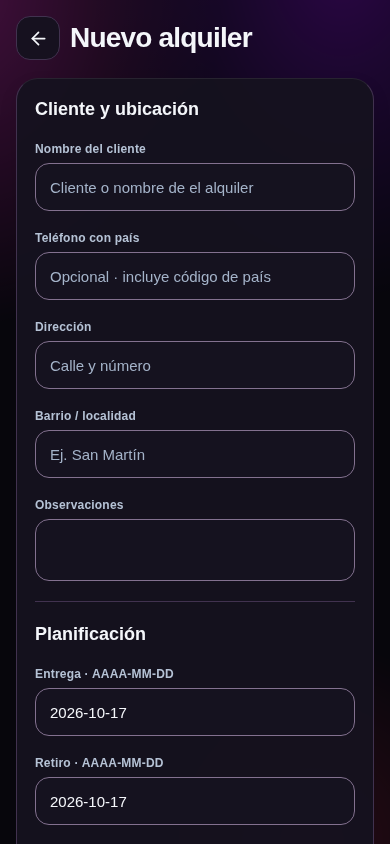 Nuevo alquiler
Cliente y ubicación
Nombre del cliente
Cliente o nombre de el alquiler
Teléfono con país
Opcional · incluye código de país
Dirección
Calle y número
Barrio / localidad
Ej. San Martín
Observaciones
Planificación
Entrega · AAAA-MM-DD
2026-10-17
Retiro · AAAA-MM-DD
2026-10-17